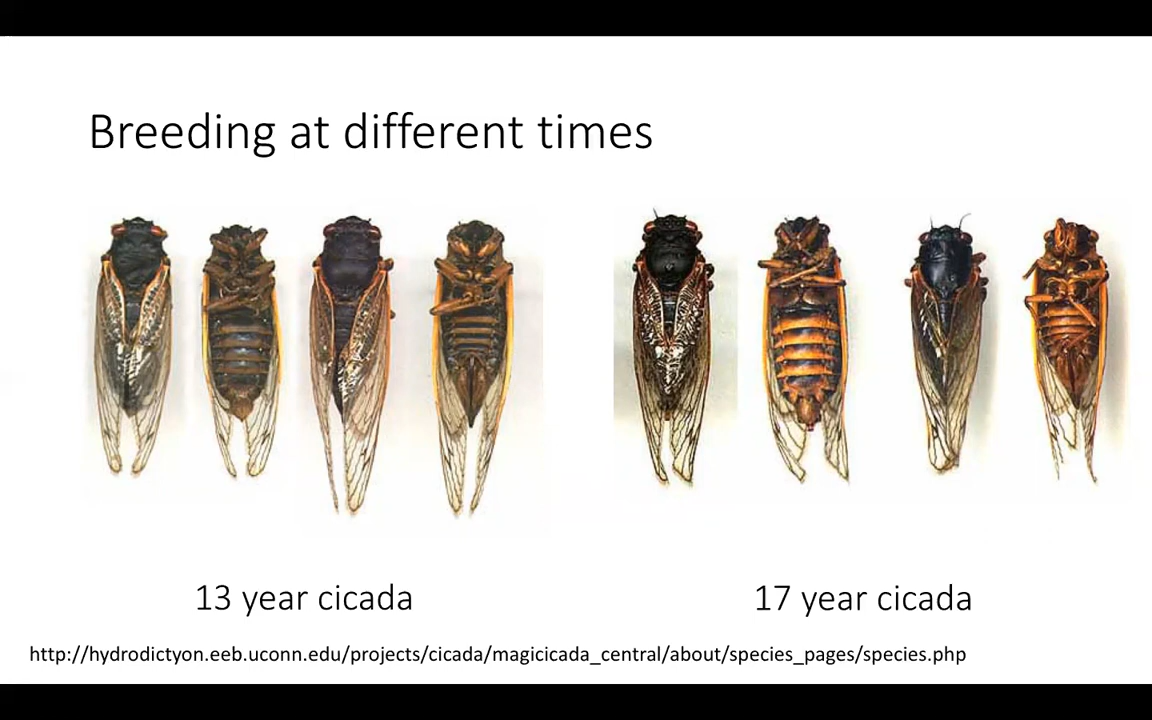 Breeding at different times
13 year cicada
17 year cicada
http://hydrodictyon.eeb.uconn.edu/projects/cicada/magicicada_central/about/species_pages/species.php